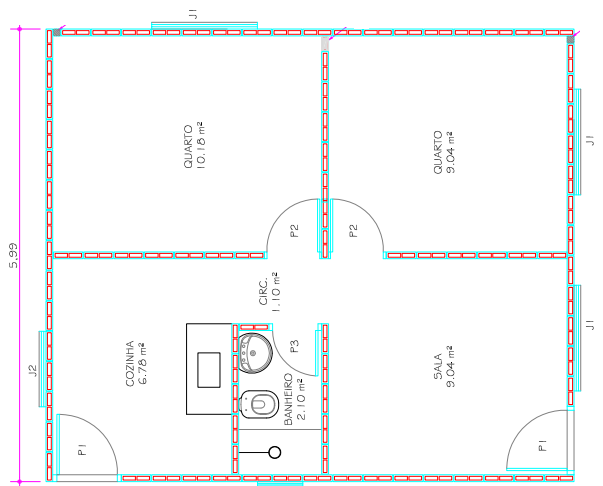 J1
QUARTO
10.18 m²
QUARTO
9.04 m²
J1
P2
P2
5.99
CIRC.
1.10 m²
J1
J2
COZINHA
6.78 m²
P3
BANHEIRO
2.10 m²
SALA
9.04 m²
P1
P1